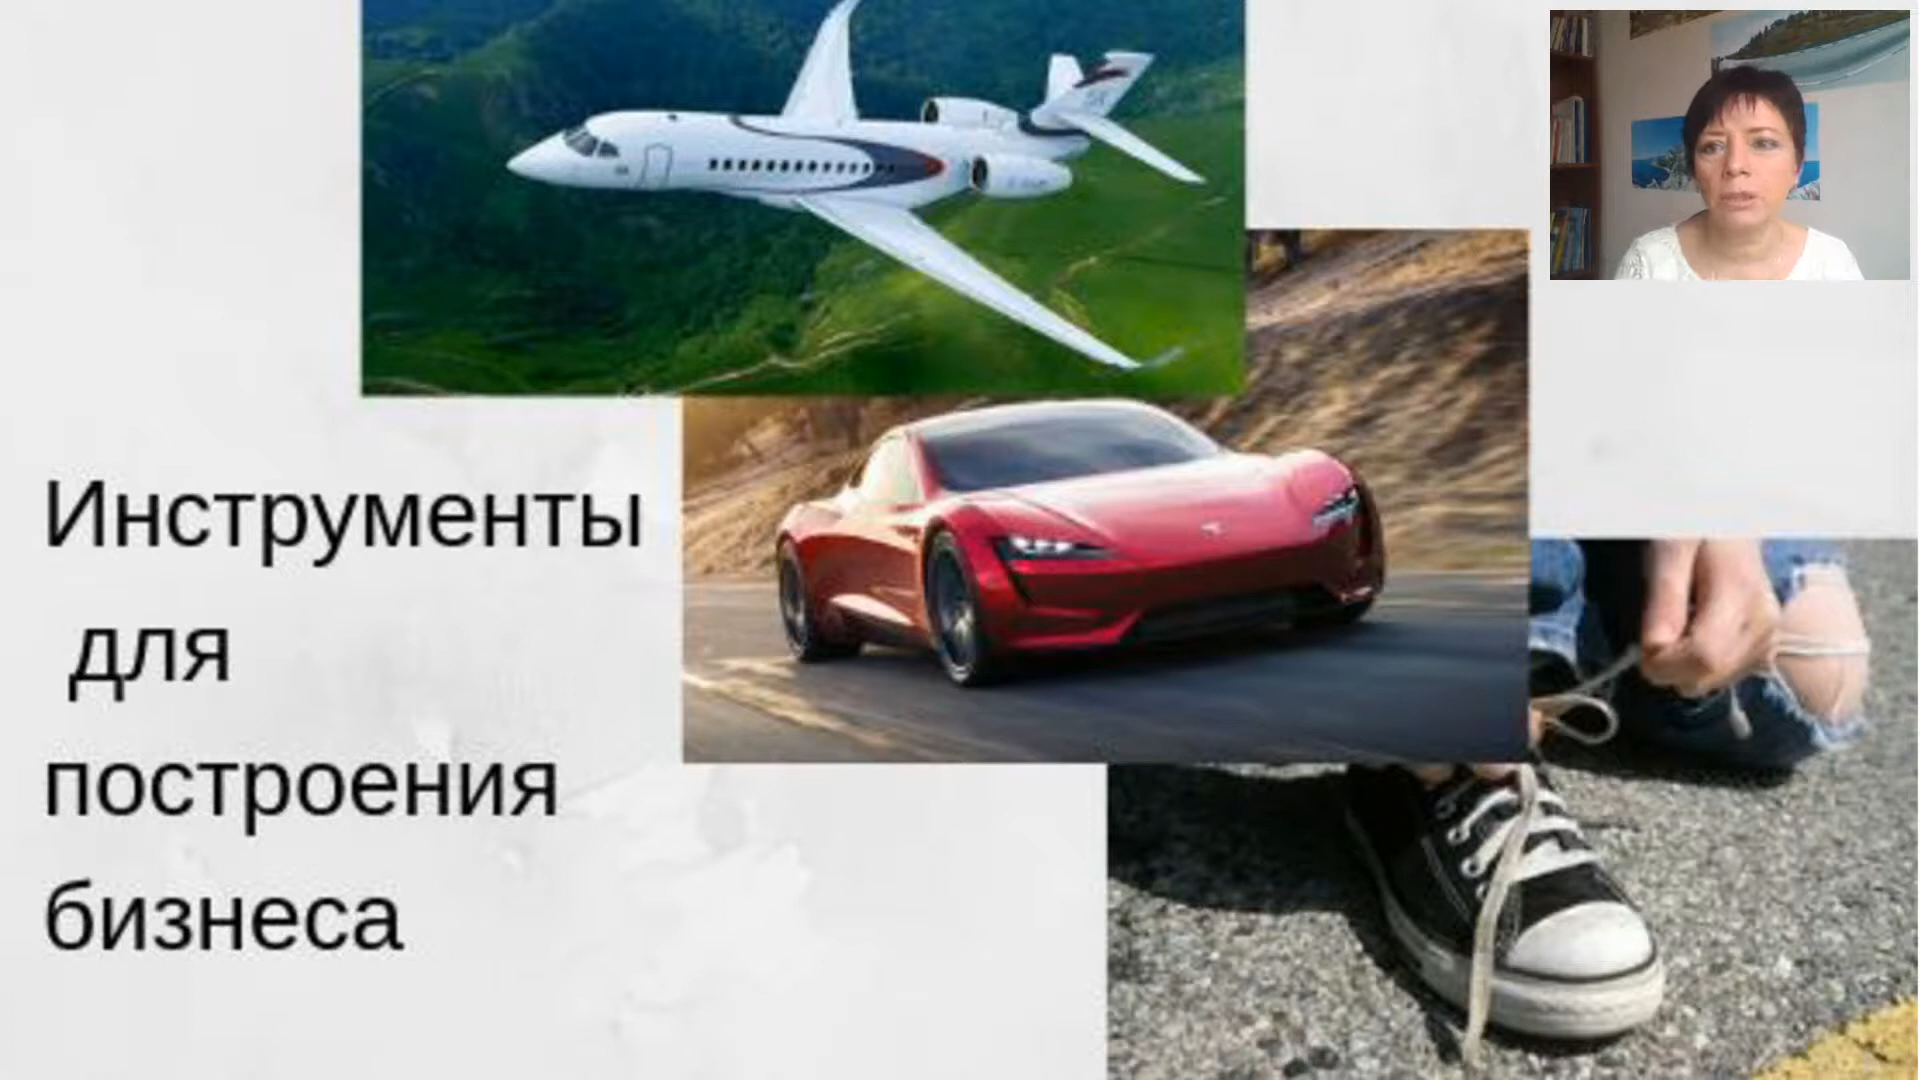 Инструменты
для
построения
бизнеса